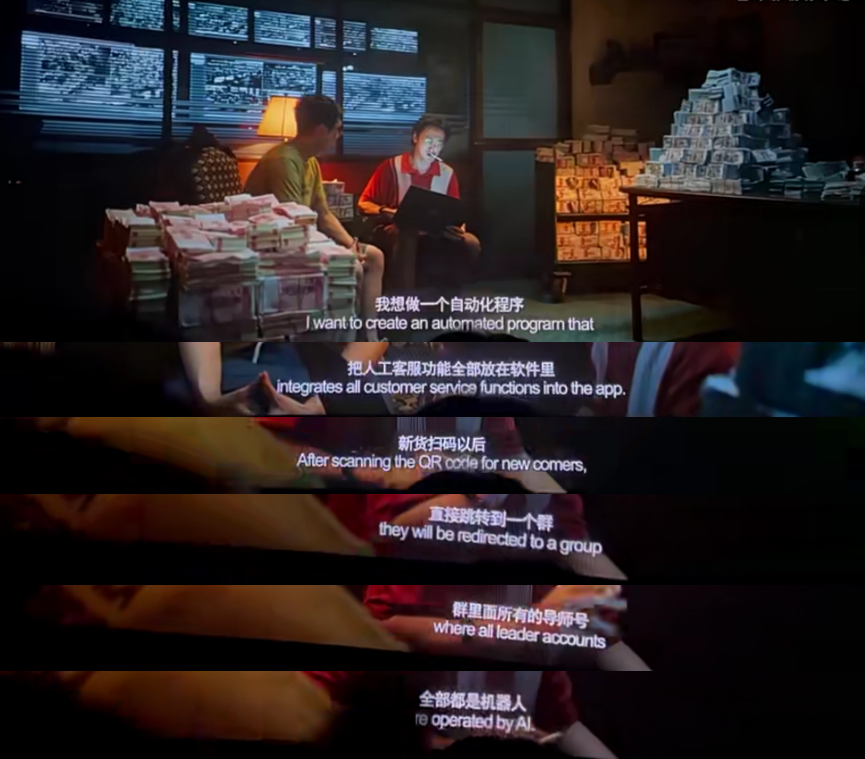 我想做一个自动化程序
I want to create an automated program that
把人工客服功能全部放在软件里
integrates all customer service functions into the app.
新货扫码以后
After scanning the QR code for new comers,
直接跳转到一个群
they will be redirected to a group
群里面所有的导师号
where all leader accounts
全部都是机器人
re operated by AI.